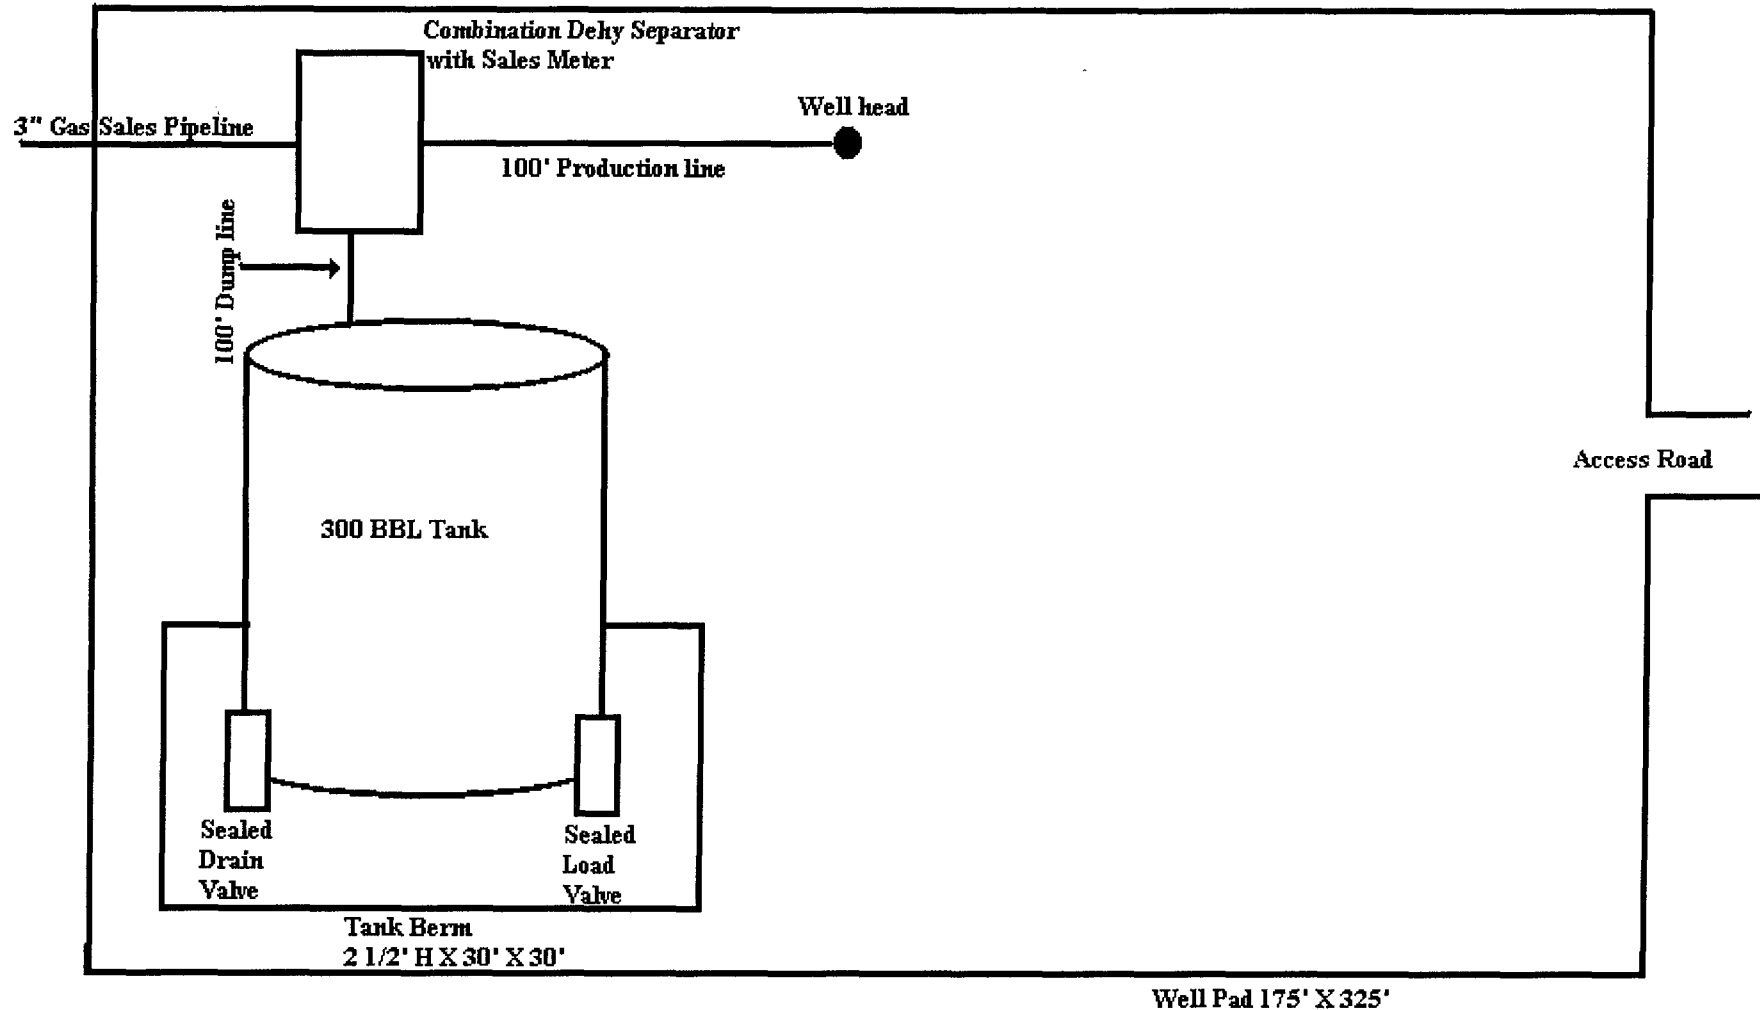 Combination Dehy Separator
with Sales Meter
Well head
3" Gas Sales Pipeline
100' Production line
100' Dump line
Access Road
300 BBL Tank
Sealed
Drain
Valve
Sealed
Load
Valve
Tank Berm
2 1/2' H X 30' X 30'
Well Pad 175' X 325'